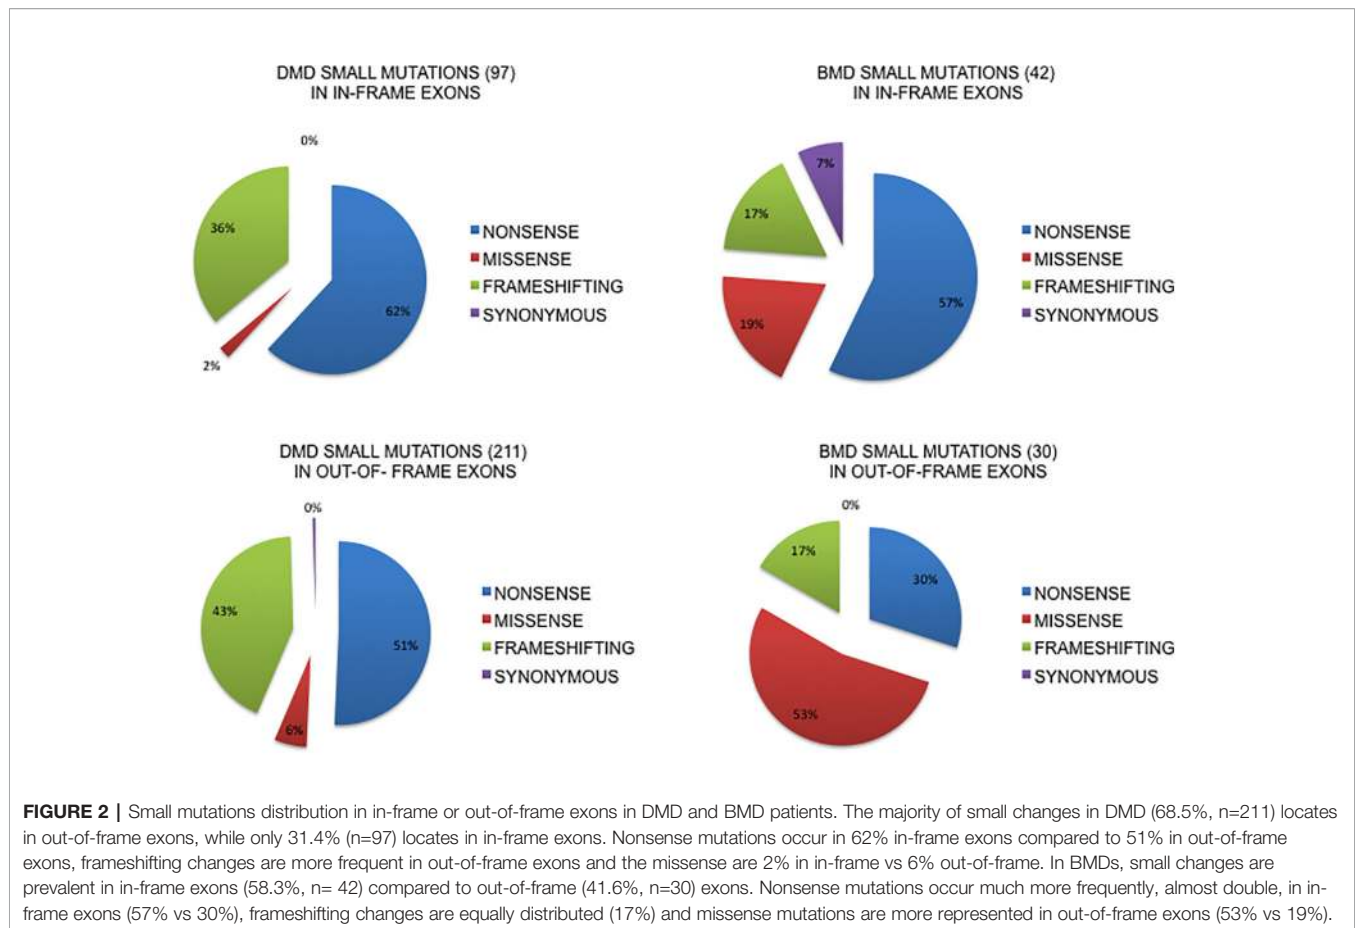 DMD SMALL MUTATIONS (97)
IN IN-FRAME EXONS
0%
36%
62%
2%
NONSENSE
MISSENSE
FRAMESHIFTING
SYNONYMOUS
BMD SMALL MUTATIONS (42)
IN IN-FRAME EXONS
7%
17%
57%
19%
NONSENSE
MISSENSE
FRAMESHIFTING
SYNONYMOUS
DMD SMALL MUTATIONS (211)
IN OUT-OF- FRAME EXONS
0%
43%
51%
6%
NONSENSE
MISSENSE
FRAMESHIFTING
SYNONYMOUS
BMD SMALL MUTATIONS (30)
IN OUT-OF-FRAME EXONS
0%
17%
30%
53%
NONSENSE
MISSENSE
FRAMESHIFTING
SYNONYMOUS
FIGURE 2 | Small mutations distribution in in-frame or out-of-frame exons in DMD and BMD patients. The majority of small changes in DMD (68.5%, n=211) locates
in out-of-frame exons, while only 31.4% (n=97) locates in in-frame exons. Nonsense mutations occur in 62% in-frame exons compared to 51% in out-of-frame
exons, frameshifting changes are more frequent in out-of-frame exons and the missense are 2% in in-frame vs 6% out-of-frame. In BMDs, small changes are
prevalent in in-frame exons (58.3%, n= 42) compared to out-of-frame (41.6%, n=30) exons. Nonsense mutations occur much more frequently, almost double, in in-
frame exons (57% vs 30%), frameshifting changes are equally distributed (17%) and missense mutations are more represented in out-of-frame exons (53% vs 19%).